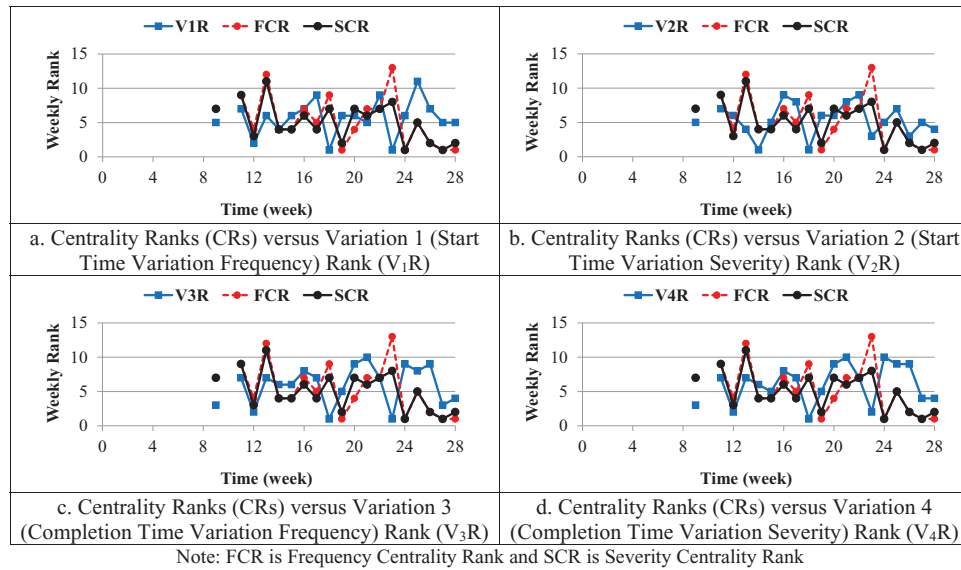 V1R FCR SCR
15
10
5
0
Weekly Rank
0 4 8 12 16 20 24 28
Time (week)
a. Centrality Ranks (CRs) versus Variation 1 (Start
Time Variation Frequency) Rank (V₁R)
V2R FCR SCR
15
10
5
0
Weekly Rank
0 4 8 12 16 20 24 28
Time (week)
b. Centrality Ranks (CRs) versus Variation 2 (Start
Time Variation Severity) Rank (V₂R)
V3R FCR SCR
15
10
5
0
Weekly Rank
0 4 8 12 16 20 24 28
Time (week)
c. Centrality Ranks (CRs) versus Variation 3
(Completion Time Variation Frequency) Rank (V₃R)
V4R FCR SCR
15
10
5
0
Weekly Rank
0 4 8 12 16 20 24 28
Time (week)
d. Centrality Ranks (CRs) versus Variation 4
(Completion Time Variation Severity) Rank (V₄R)
Note: FCR is Frequency Centrality Rank and SCR is Severity Centrality Rank